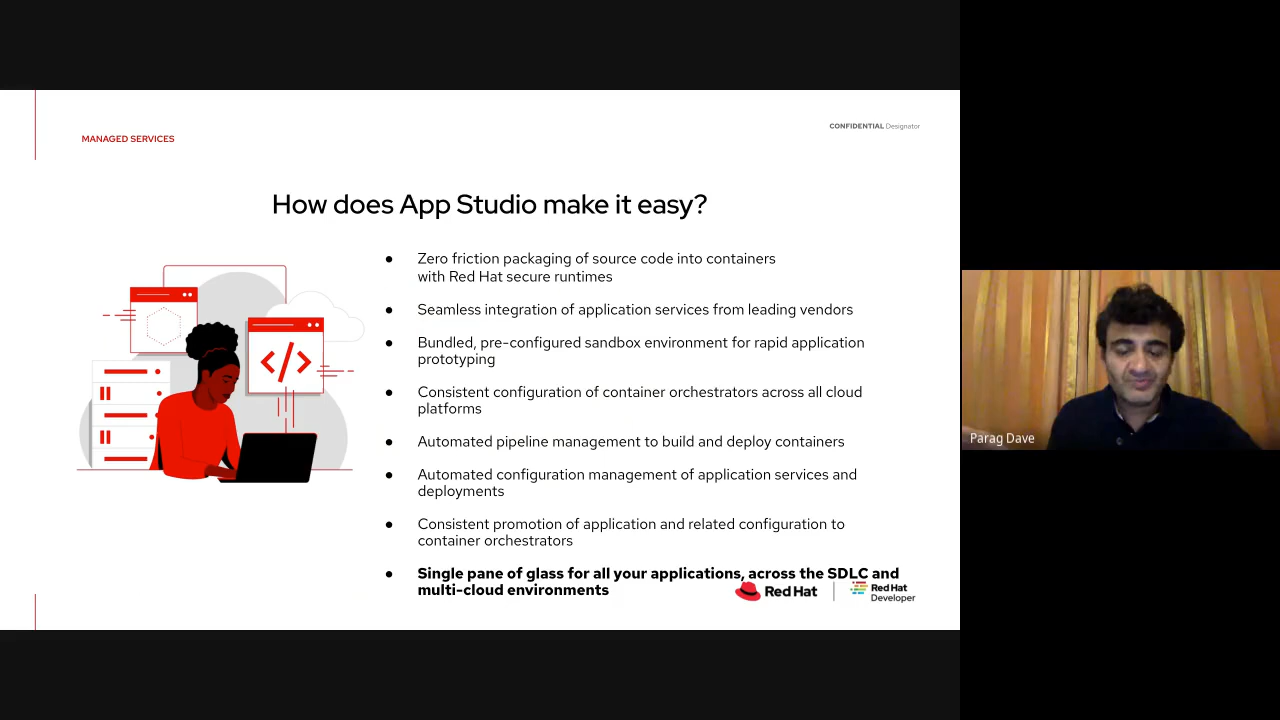 MANAGED SERVICES
CONFIDENTIAL Designator
How does App Studio make it easy?
● Zero friction packaging of source code into containers
with Red Hat secure runtimes
● Seamless integration of application services from leading vendors
● Bundled, pre-configured sandbox environment for rapid application
prototyping
● Consistent configuration of container orchestrators across all cloud
platforms
● Automated pipeline management to build and deploy containers
● Automated configuration management of application services and
deployments
● Consistent promotion of application and related configuration to
container orchestrators
● Single pane of glass for all your applications, across the SDLC and
multi-cloud environments
</>
Red Hat
Red Hat
Developer
Parag Dave